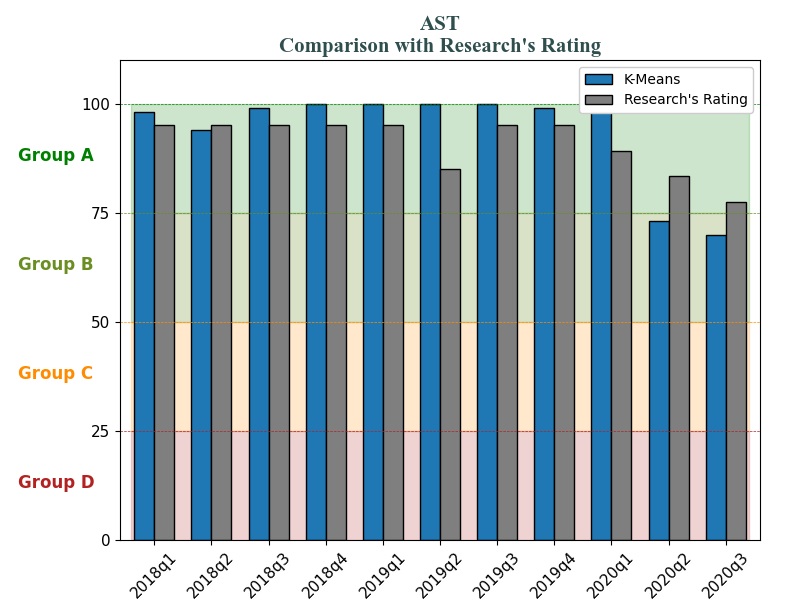 AST
Comparison with Research's Rating
K-Means
Research's Rating
100
Group A
75
Group B
50
Group C
25
Group D
0
2018q1
2018q2
2018q3
2018q4
2019q1
2019q2
2019q3
2019q4
2020q1
2020q2
2020q3